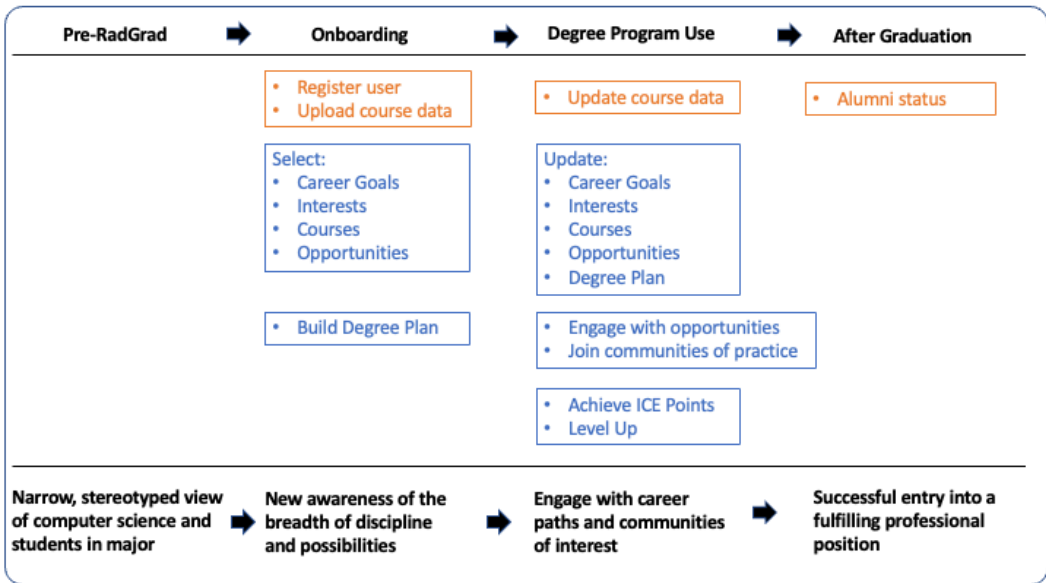 Pre-RadGrad
Onboarding
Degree Program Use
After Graduation
• Register user
• Upload course data
• Update course data
• Alumni status
Select:
• Career Goals
• Interests
• Courses
• Opportunities
Update:
• Career Goals
• Interests
• Courses
• Opportunities
• Degree Plan
• Build Degree Plan
• Engage with opportunities
• Join communities of practice
• Achieve ICE Points
• Level Up
Narrow, stereotyped view
of computer science and
students in major
New awareness of the
breadth of discipline
and possibilities
Engage with career
paths and communities
of interest
Successful entry into a
fulfilling professional
position